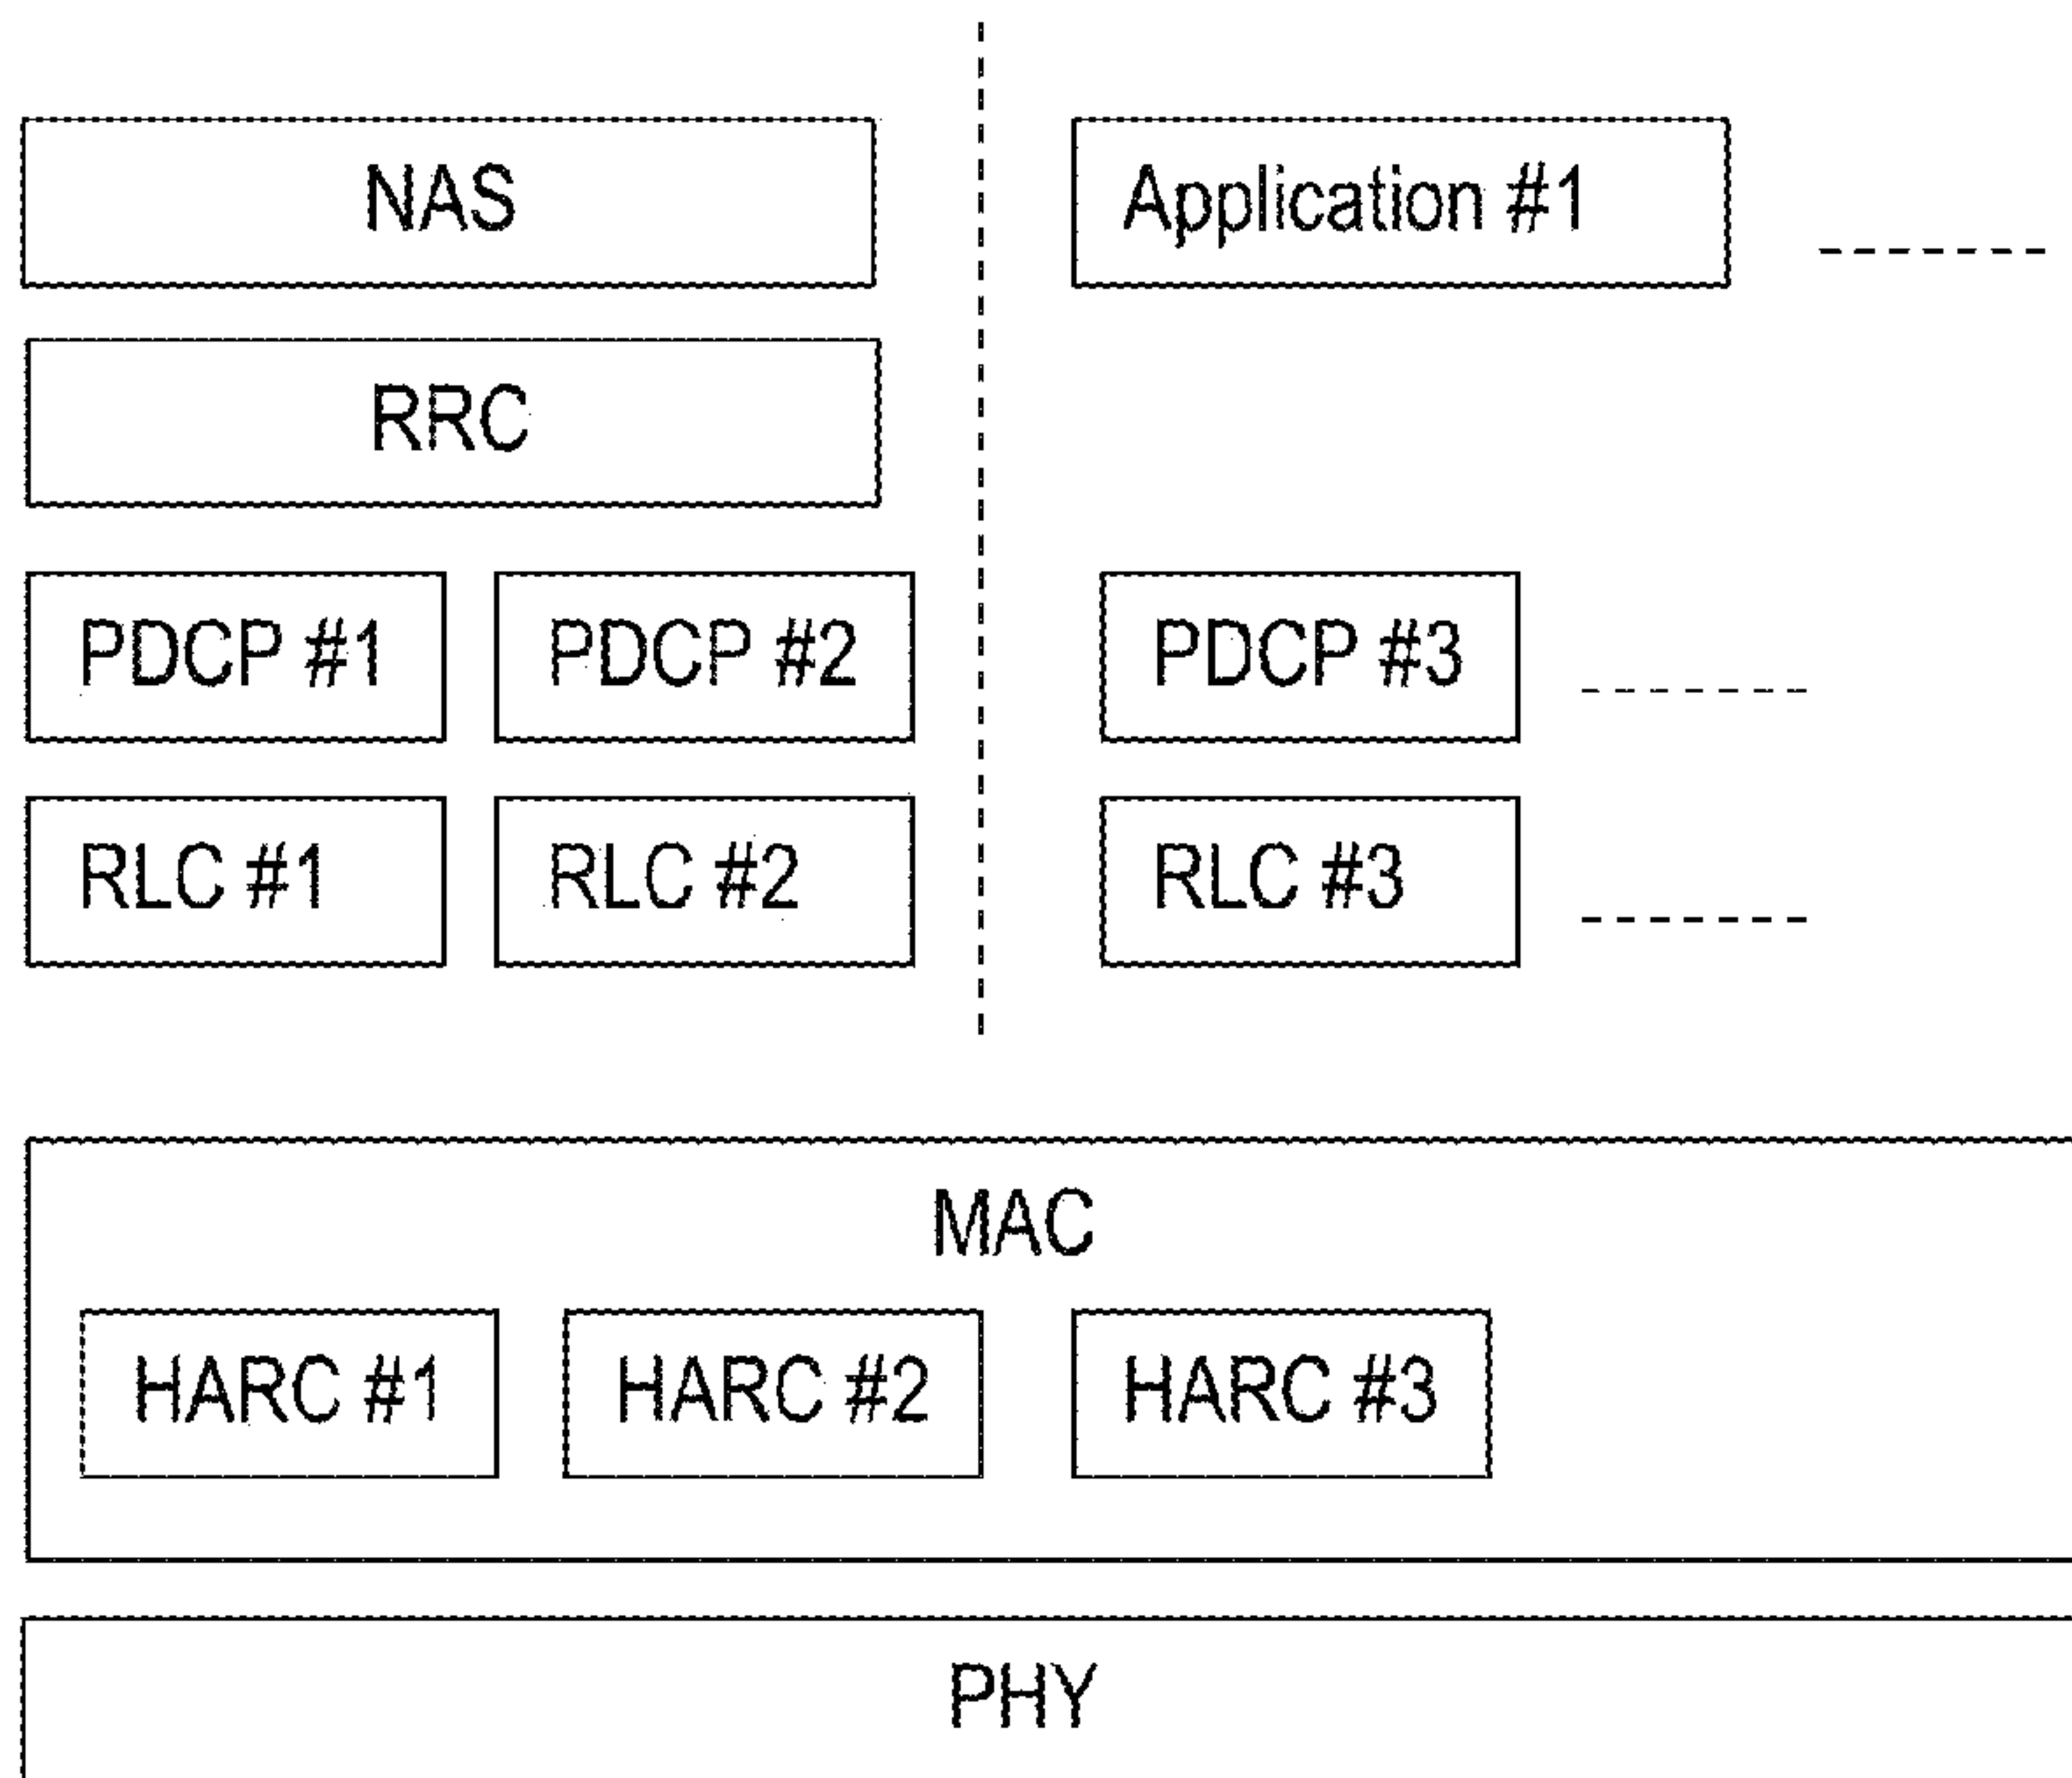 NAS
Application #1
RRC
PDCP #1
PDCP #2
PDCP #3
RLC #1
RLC #2
RLC #3
MAC
HARC #1
HARC #2
HARC #3
PHY